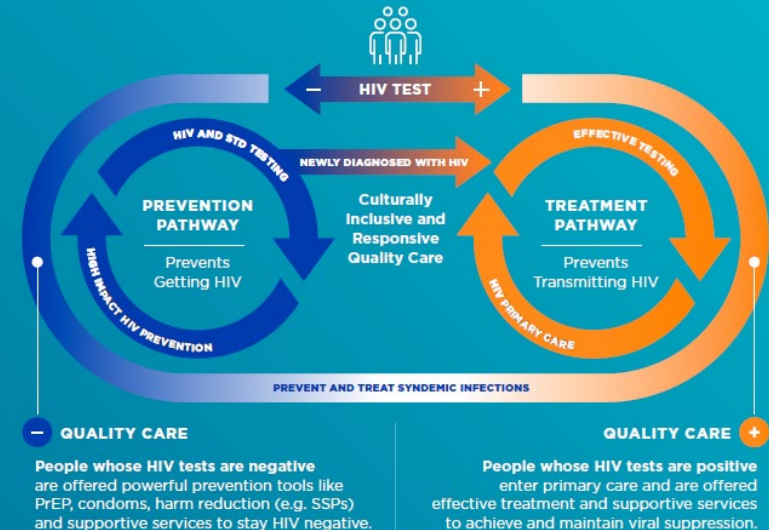 − HIV TEST +
HIV AND STD TESTING
NEWLY DIAGNOSED WITH HIV
EFFECTIVE TESTING
PREVENTION
PATHWAY
Prevents
Getting HIV
Culturally
Inclusive and
Responsive
Quality Care
TREATMENT
PATHWAY
Prevents
Transmitting HIV
HIGH IMPACT HIV PREVENTION
HIV PRIMARY CARE
PREVENT AND TREAT SYNDEMIC INFECTIONS
− QUALITY CARE
People whose HIV tests are negative
are offered powerful prevention tools like
PrEP, condoms, harm reduction (e.g. SSPs)
and supportive services to stay HIV negative.
QUALITY CARE +
People whose HIV tests are positive
enter primary care and are offered
effective treatment and supportive services
to achieve and maintain viral suppression.